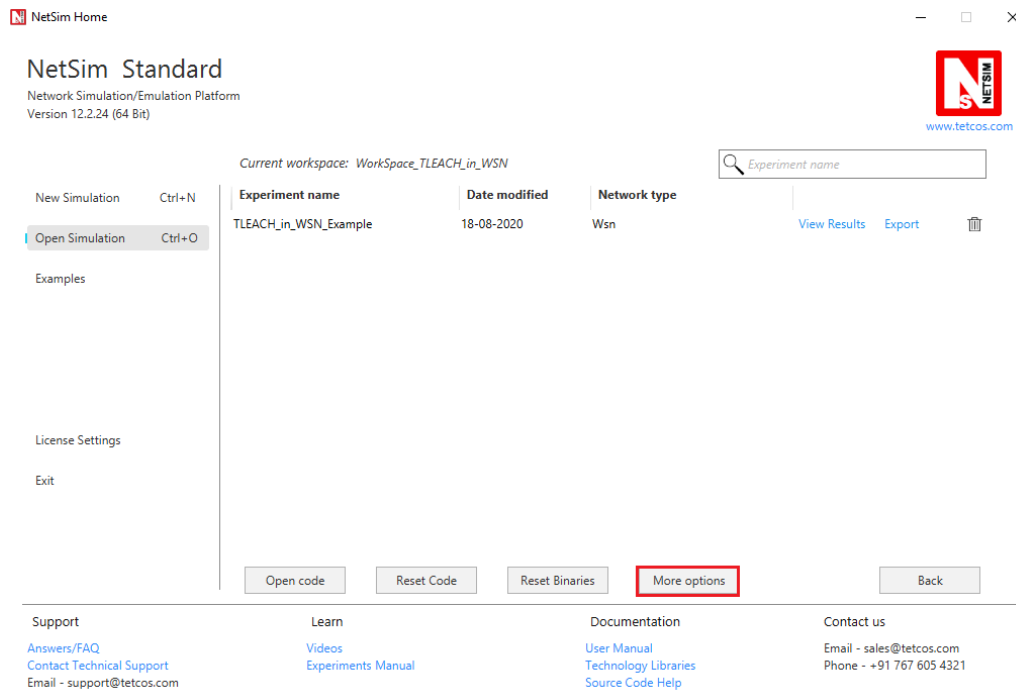 NetSim Home
NetSim Standard
Network Simulation/Emulation Platform
Version 12.2.24 (64 Bit)
NETSIM
NS
www.tetcos.com
Current workspace: WorkSpace_TLEACH_in_WSN
Experiment name
New Simulation Ctrl+N
Open Simulation Ctrl+O
Examples
License Settings
Exit
Experiment name Date modified Network type
TLEACH_in_WSN_Example 18-08-2020 Wsn View Results Export
Open code Reset Code Reset Binaries More options Back
Support
Answers/FAQ
Contact Technical Support
Email - support@tetcos.com
Learn
Videos
Experiments Manual
Documentation
User Manual
Technology Libraries
Source Code Help
Contact us
Email - sales@tetcos.com
Phone - +91 767 605 4321